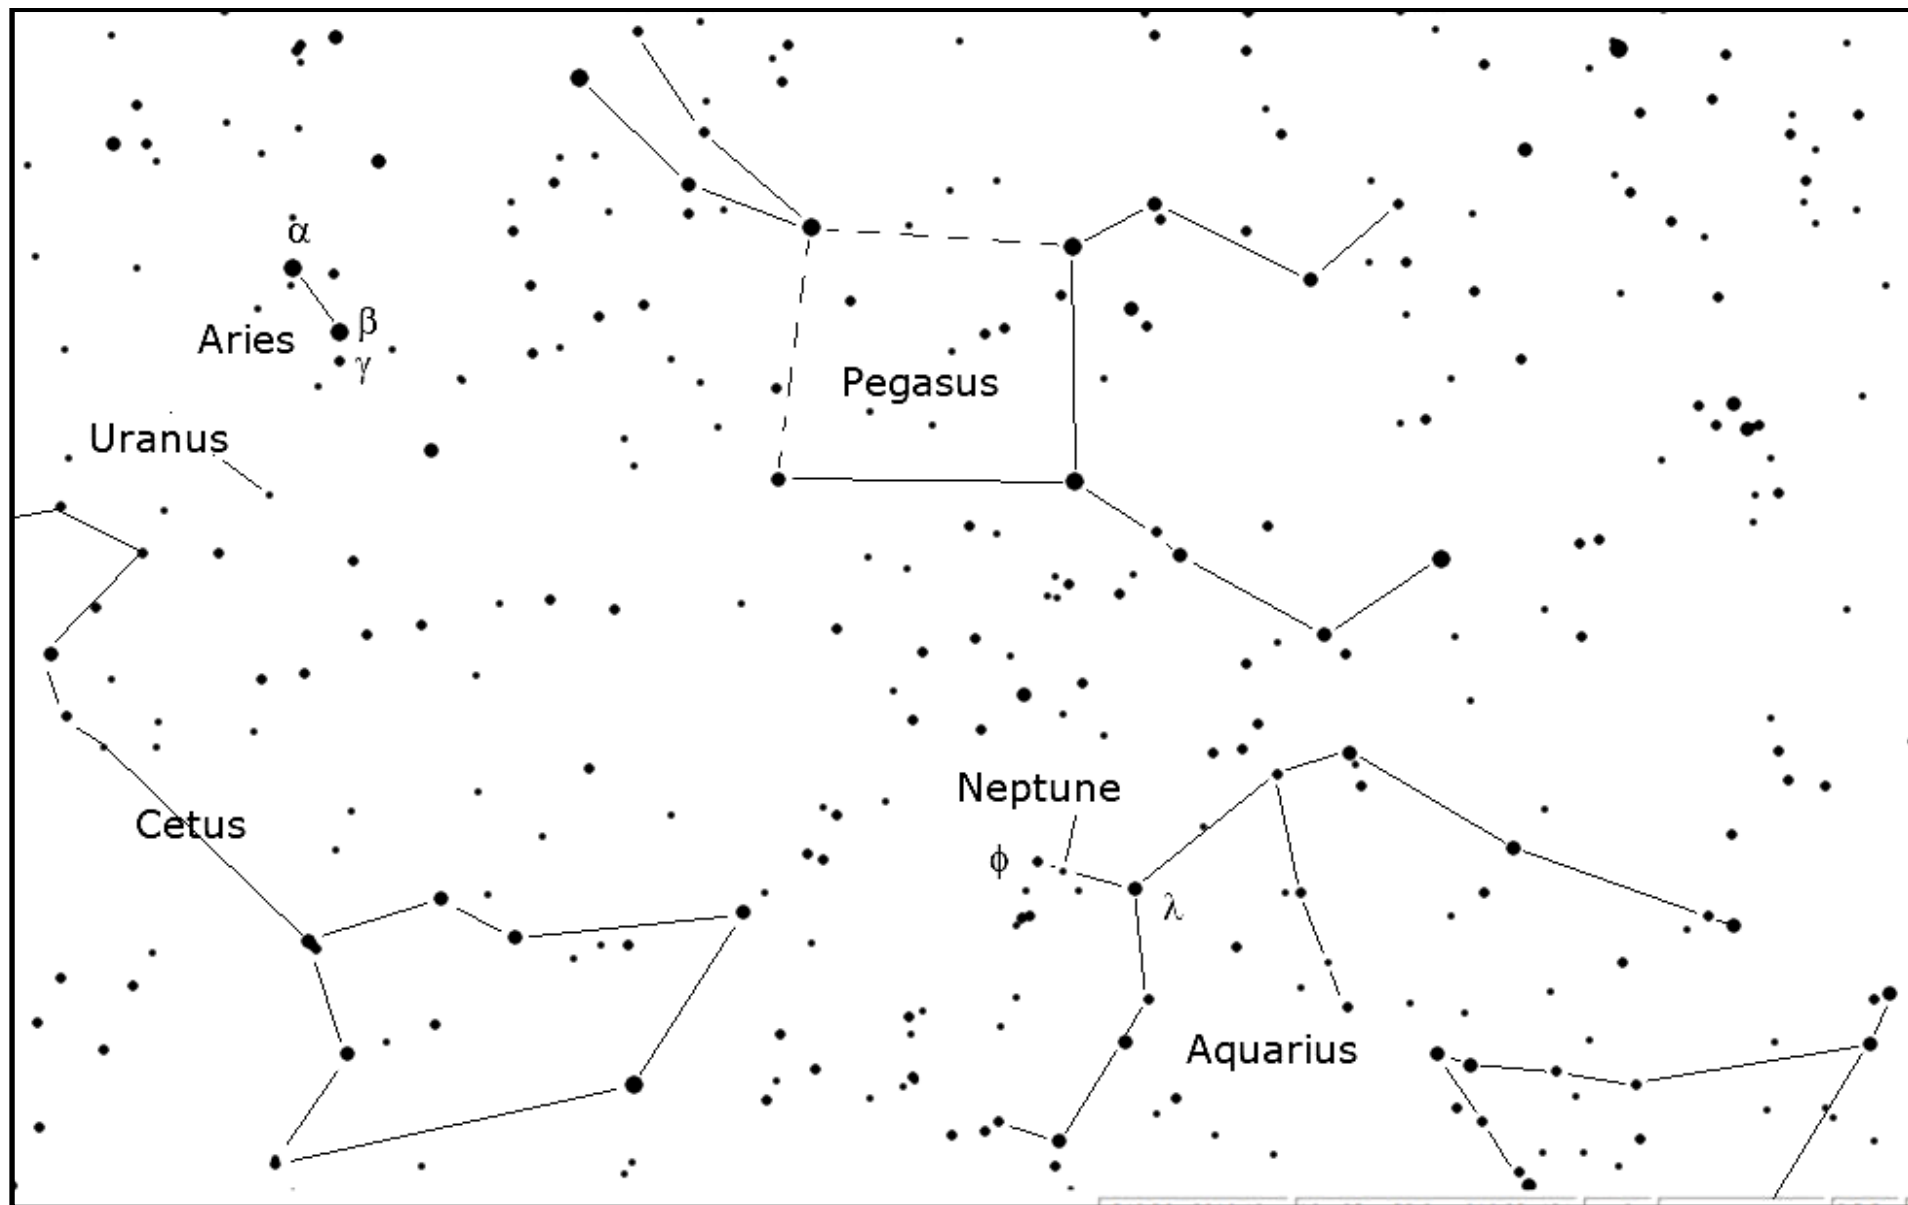 α
β
Aries
γ
Pegasus
Uranus
Neptune
Cetus
ϕ
λ
Aquarius